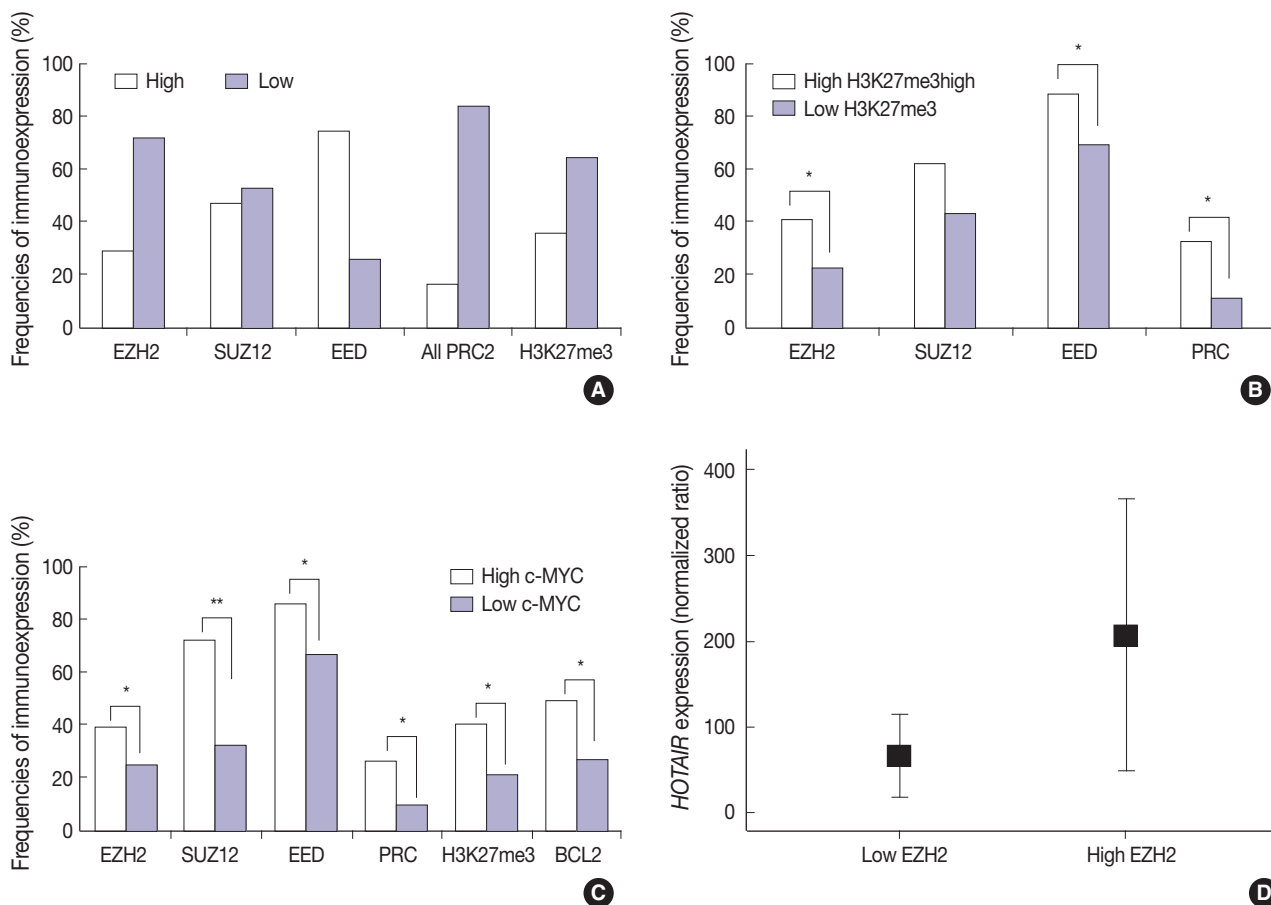 Frequencies of immunoexpression (%)
100
80
60
40
20
0
High
Low
EZH2
SUZ12
EED
All PRC2
H3K27me3
A
Frequencies of immunoexpression (%)
100
80
60
40
20
0
High H3K27me3high
Low H3K27me3
*
*
*
EZH2
SUZ12
EED
PRC
B
Frequencies of immunoexpression (%)
100
80
60
40
20
0
High c-MYC
Low c-MYC
*
**
*
*
*
*
EZH2
SUZ12
EED
PRC
H3K27me3
BCL2
C
HOTAIR expression (normalized ratio)
400
300
200
100
0
Low EZH2
High EZH2
D